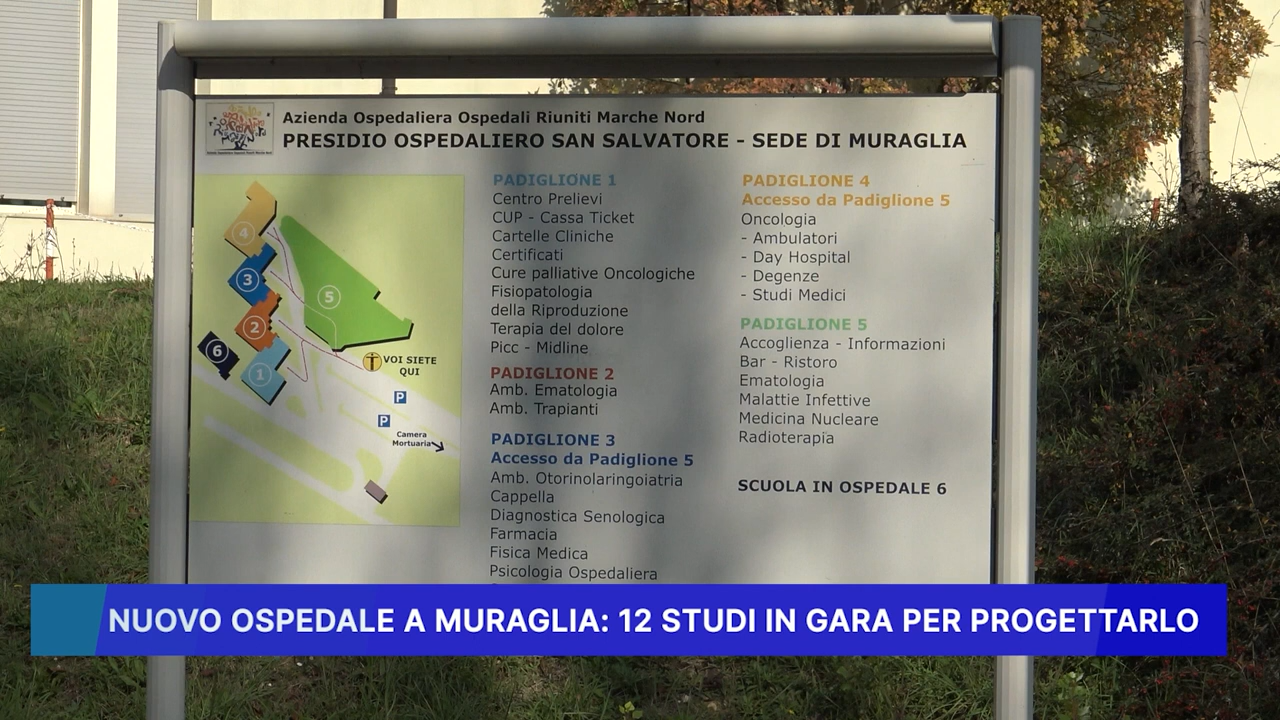 Azienda Ospedaliera Ospedali Riuniti Marche Nord
PRESIDIO OSPEDALIERO SAN SALVATORE - SEDE DI MURAGLIA
4
3
2
1
6
5
VOI SIETE
QUI
P
P
Camera
Mortuaria
PADIGLIONE 1
Centro Prelievi
CUP - Cassa Ticket
Cartelle Cliniche
Certificati
Cure palliative Oncologiche
Fisiopatologia
della Riproduzione
Terapia del dolore
Picc - Midline
PADIGLIONE 2
Amb. Ematologia
Amb. Trapianti
PADIGLIONE 3
Accesso da Padiglione 5
Amb. Otorinolaringoiatria
Cappella
Diagnostica Senologica
Farmacia
Fisica Medica
Psicologia Ospedaliera
PADIGLIONE 4
Accesso da Padiglione 5
Oncologia
- Ambulatori
- Day Hospital
- Degenze
- Studi Medici
PADIGLIONE 5
Accoglienza - Informazioni
Bar - Ristoro
Ematologia
Malattie Infettive
Medicina Nucleare
Radioterapia
SCUOLA IN OSPEDALE 6
NUOVO OSPEDALE A MURAGLIA: 12 STUDI IN GARA PER PROGETTARLO